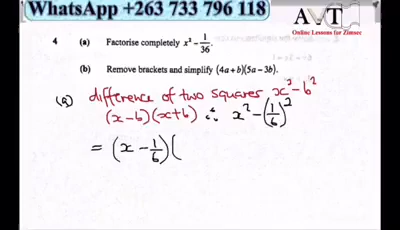 WhatsApp +263 733 796 118
AVT
Online Lessons for Zimsec
4 (a) Factorise completely x² – 1/36.
(b) Remove brackets and simplify (4a + b)(5a – 3b).
(a) difference of two squares x² – b²
(x – b)(x + b) ∴ x² – (1/6)²
= (x – 1/6)(